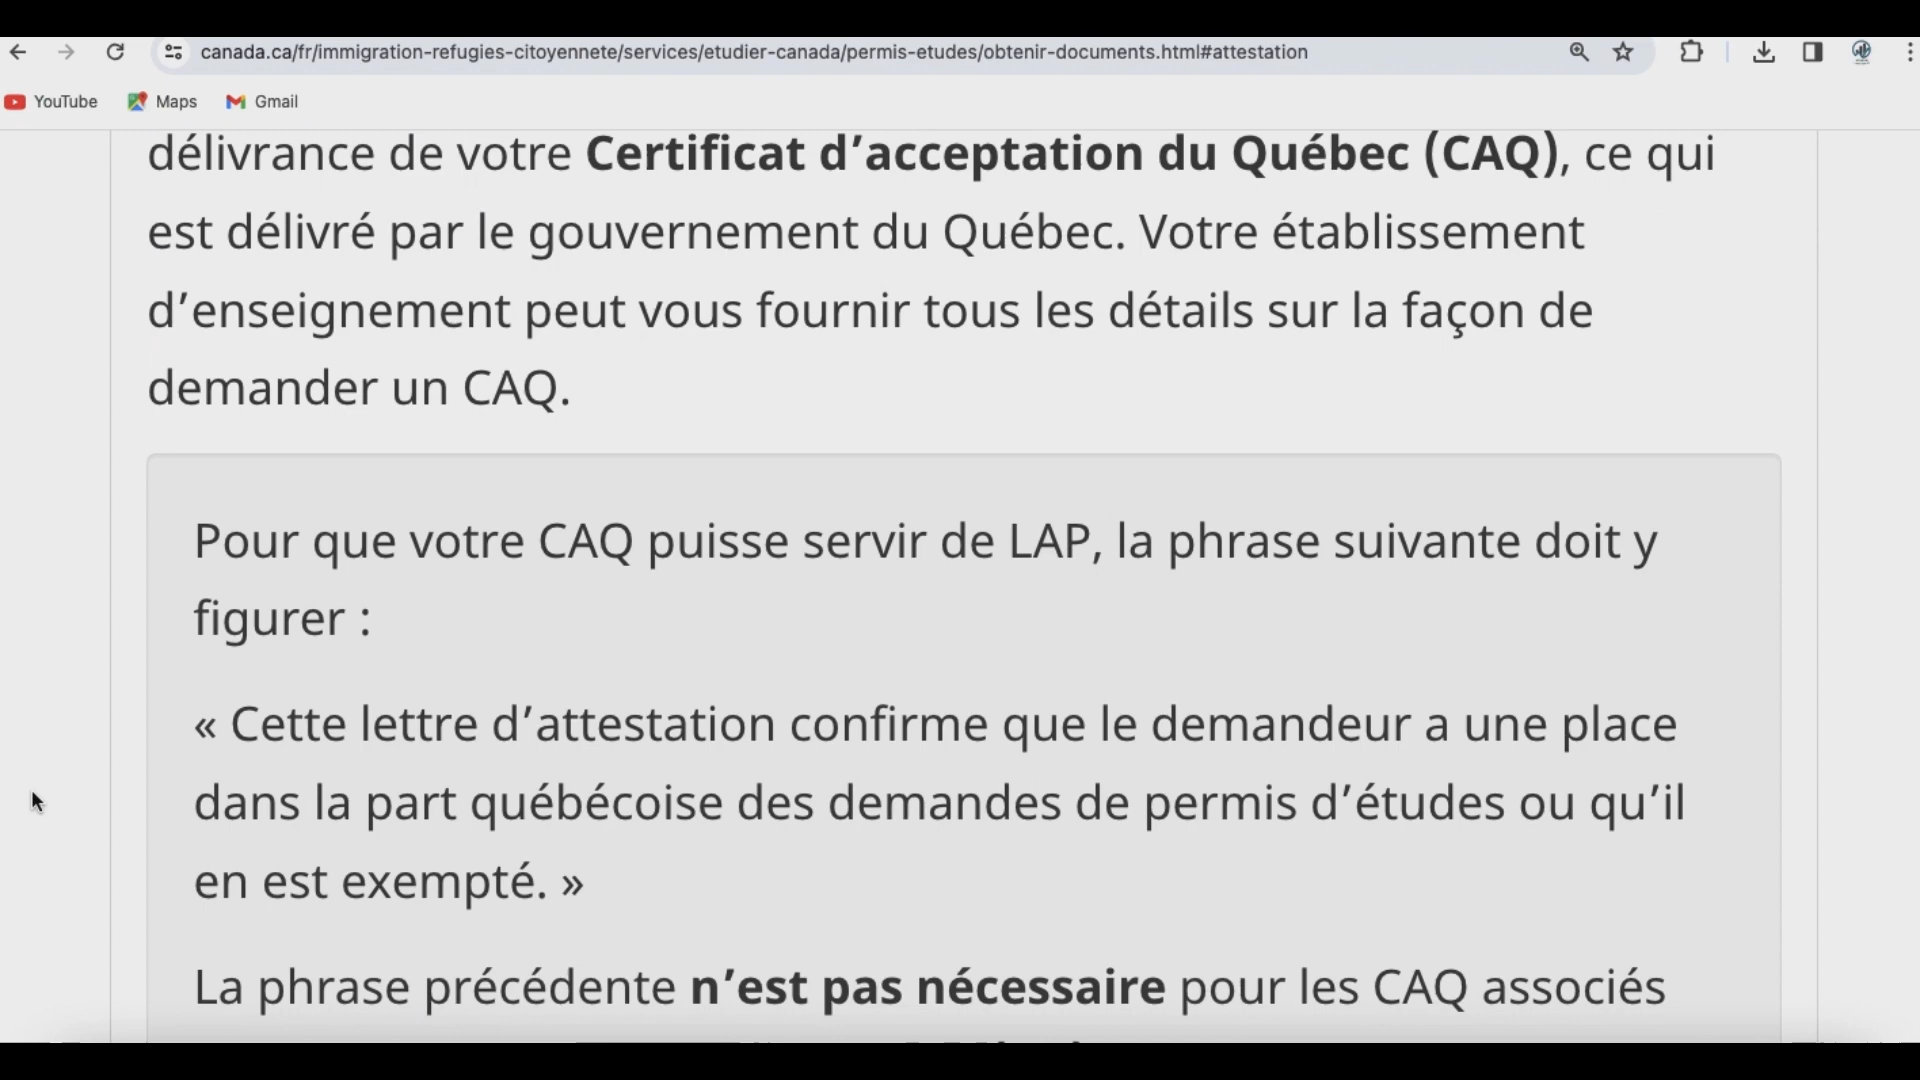 canada.ca/fr/immigration-refugies-citoyennete/services/etudier-canada/permis-etudes/obtenir-documents.html#attestation
YouTube Maps Gmail
délivrance de votre Certificat d’acceptation du Québec (CAQ), ce qui
est délivré par le gouvernement du Québec. Votre établissement
d’enseignement peut vous fournir tous les détails sur la façon de
demander un CAQ.
Pour que votre CAQ puisse servir de LAP, la phrase suivante doit y
figurer :
« Cette lettre d’attestation confirme que le demandeur a une place
dans la part québécoise des demandes de permis d’études ou qu’il
en est exempté. »
La phrase précédente n’est pas nécessaire pour les CAQ associés